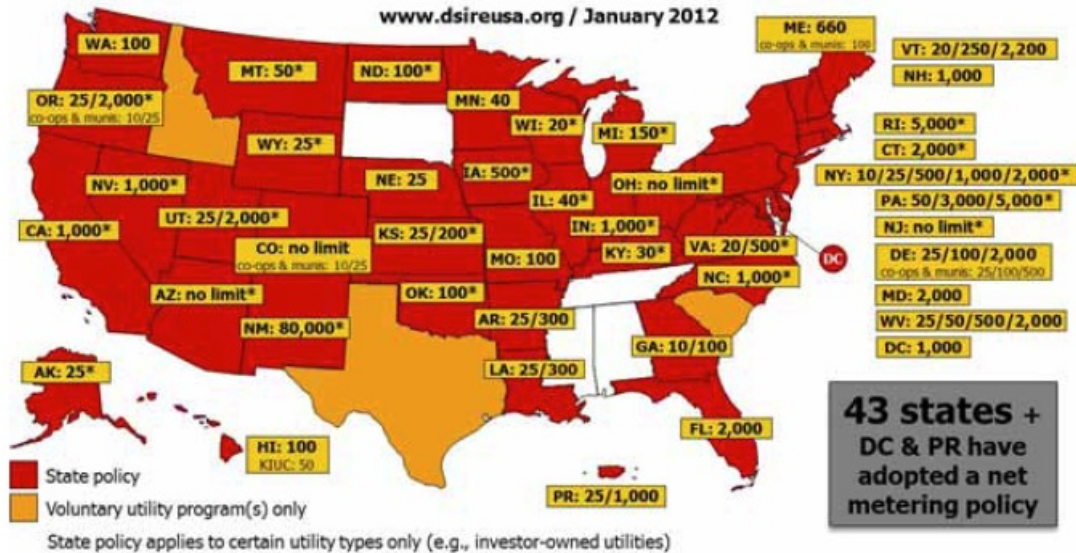 www.dsireusa.org / January 2012
WA: 100
ME: 660
co-ops & munis: 100
VT: 20/250/2,200
NH: 1,000
MT: 50*
ND: 100*
OR: 25/2,000*
co-ops & munis: 10/25
MN: 40
WI: 20*
MI: 150*
RI: 5,000*
CT: 2,000*
WY: 25*
IA: 500*
NY: 10/25/500/1,000/2,000*
NV: 1,000*
NE: 25
OH: no limit*
PA: 50/3,000/5,000*
UT: 25/2,000*
IL: 40*
NJ: no limit*
CA: 1,000*
CO: no limit
co-ops & munis: 10/25
KS: 25/200*
IN: 1,000*
KY: 30*
VA: 20/500*
DC
DE: 25/100/2,000
co-ops & munis: 25/100/500
MO: 100
NC: 1,000*
AZ: no limit*
OK: 100*
MD: 2,000
NM: 80,000*
AR: 25/300
WV: 25/50/500/2,000
GA: 10/100
DC: 1,000
AK: 25*
LA: 25/300
FL: 2,000
HI: 100
KIUC: 50
PR: 25/1,000
43 states +
DC & PR have
adopted a net
metering policy
State policy
Voluntary utility program(s) only
State policy applies to certain utility types only (e.g., investor-owned utilities)